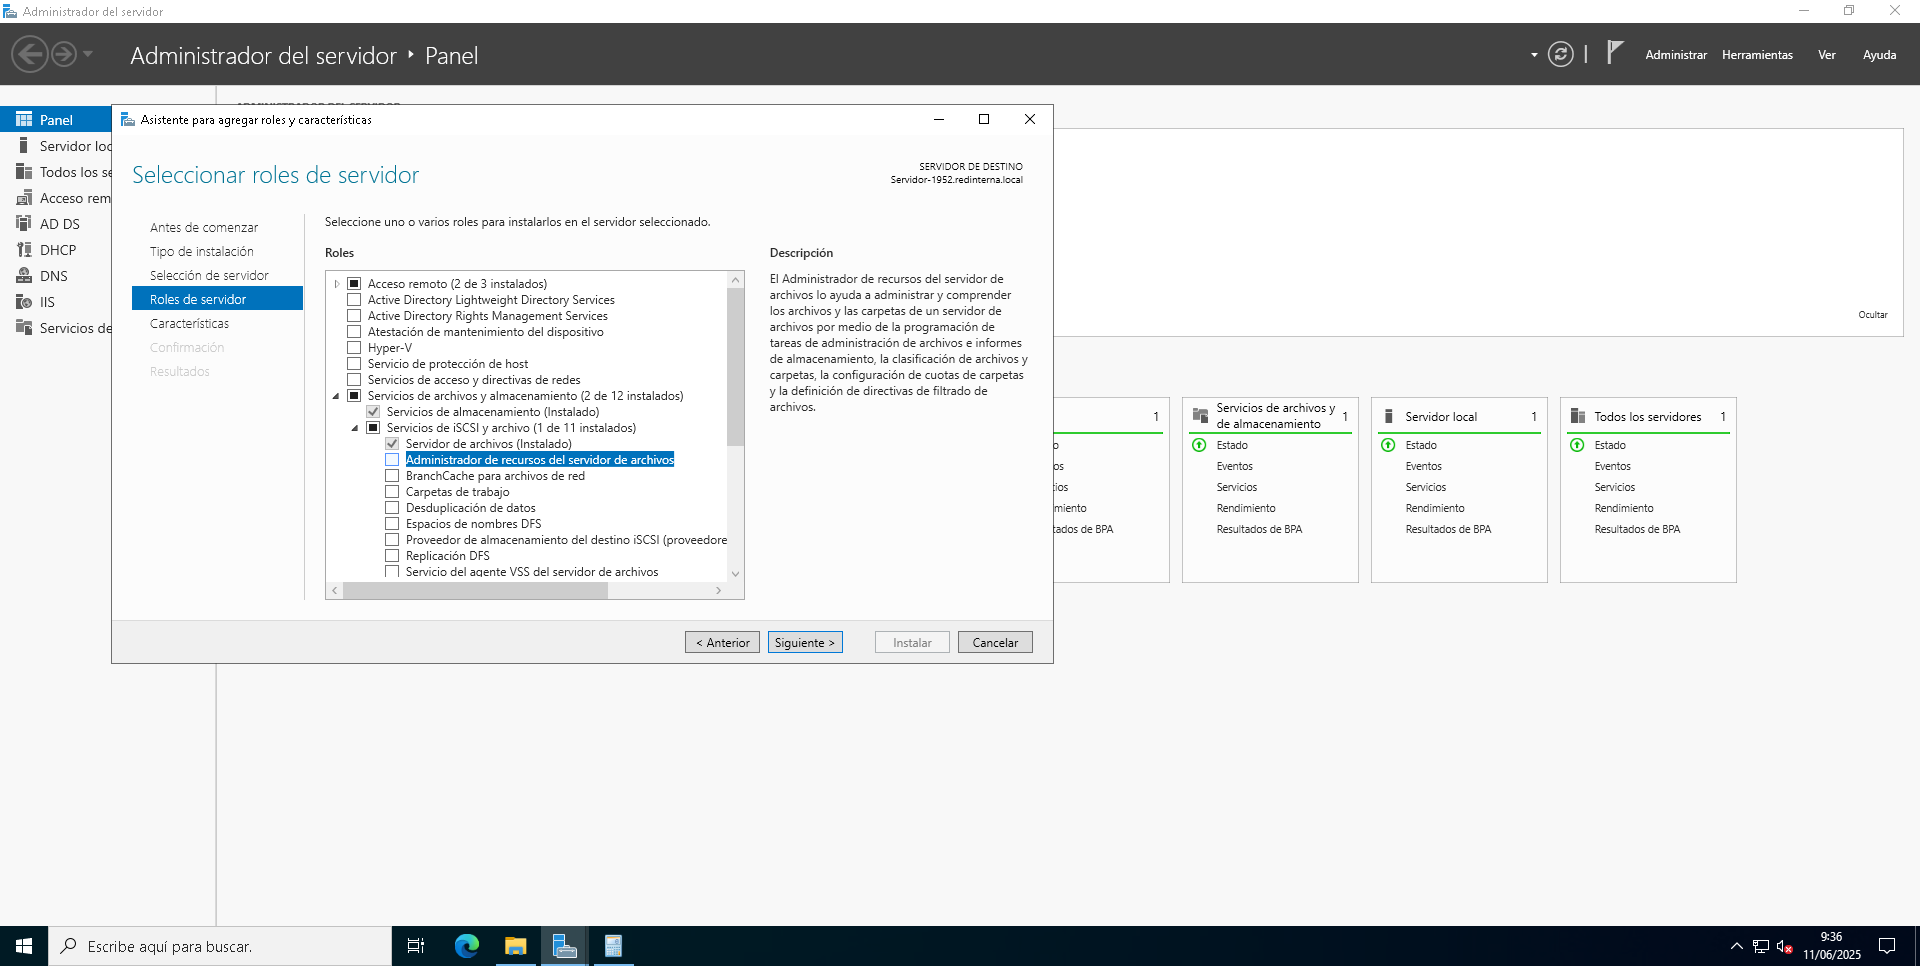 Administrador del servidor
Administrador del servidor ‣ Panel
Administrar
Herramientas
Ver
Ayuda
Panel
Servidor loc
Todos los se
Acceso rem
AD DS
DHCP
DNS
IIS
Servicios de
Asistente para agregar roles y características
Seleccionar roles de servidor
SERVIDOR DE DESTINO
Servidor-1952.redinterna.local
Antes de comenzar
Tipo de instalación
Selección de servidor
Roles de servidor
Características
Confirmación
Resultados
Seleccione uno o varios roles para instalarlos en el servidor seleccionado.
Roles
Acceso remoto (2 de 3 instalados)
Active Directory Lightweight Directory Services
Active Directory Rights Management Services
Atestación de mantenimiento del dispositivo
Hyper-V
Servicio de protección de host
Servicios de acceso y directivas de redes
Servicios de archivos y almacenamiento (2 de 12 instalados)
Servicios de almacenamiento (Instalado)
Servicios de iSCSI y archivo (1 de 11 instalados)
Servidor de archivos (Instalado)
Administrador de recursos del servidor de archivos
BranchCache para archivos de red
Carpetas de trabajo
Desduplicación de datos
Espacios de nombres DFS
Proveedor de almacenamiento del destino iSCSI (proveedore
Replicación DFS
Servicio del agente VSS del servidor de archivos
Descripción
El Administrador de recursos del servidor de
archivos lo ayuda a administrar y comprender
los archivos y las carpetas de un servidor de
archivos por medio de la programación de
tareas de administración de archivos e informes
de almacenamiento, la clasificación de archivos y
carpetas, la configuración de cuotas de carpetas
y la definición de directivas de filtrado de
archivos.
< Anterior
Siguiente >
Instalar
Cancelar
Ocultar
1
os
ios
miento
tados de BPA
Servicios de archivos y
de almacenamiento
1
Estado
Eventos
Servicios
Rendimiento
Resultados de BPA
Servidor local
1
Estado
Eventos
Servicios
Rendimiento
Resultados de BPA
Todos los servidores
1
Estado
Eventos
Servicios
Rendimiento
Resultados de BPA
Escribe aquí para buscar.
9:36
11/06/2025